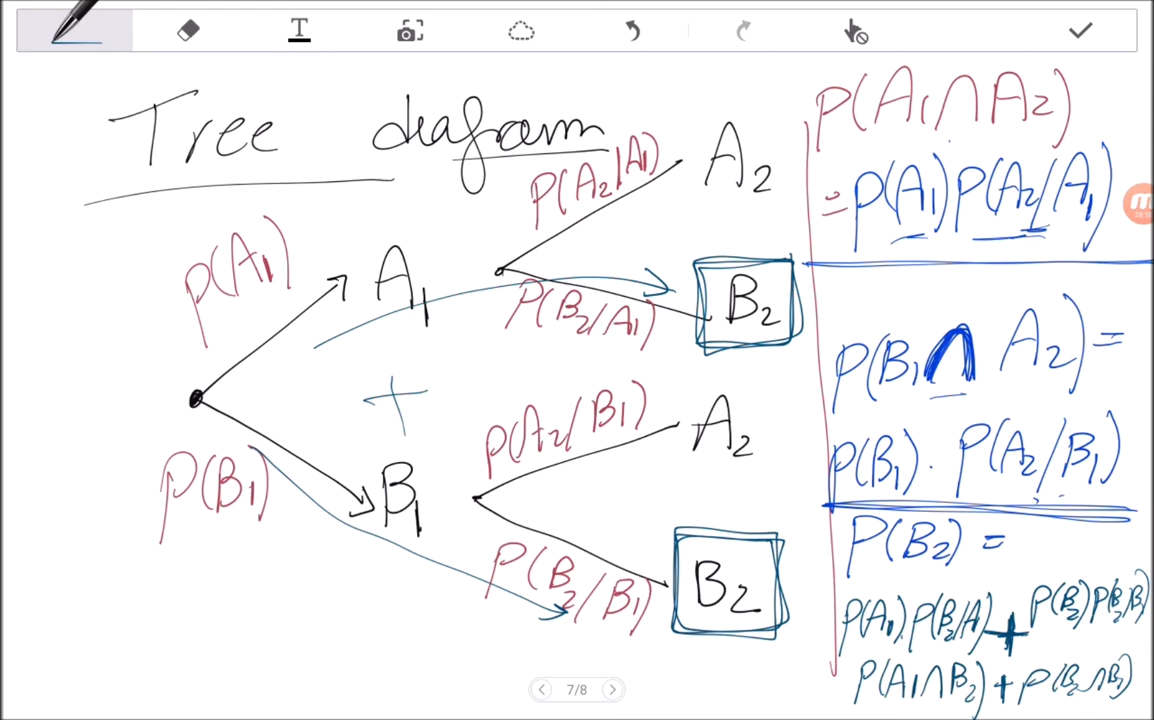 T
Tree diagram
P(A1)
A1
P(A2/A1)
A2
P(B2/A1)
B2
+
P(B1)
B1
P(A2/B1)
A2
P(B2/B1)
B2
P(A1∩A2)
=P(A1)P(A2/A1)
P(B1∩A2)=
P(B1).P(A2/B1)
P(B2)=
P(A1).P(B2/A)+P(B2)P(B2/B1)
P(A1∩B2)+P(B2∩B1)
7/8